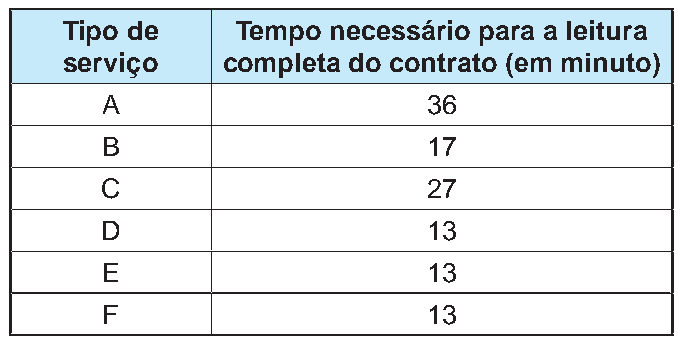 Tipo de serviço
Tempo necessário para a leitura completa do contrato (em minuto)
A 36
B 17
C 27
D 13
E 13
F 13